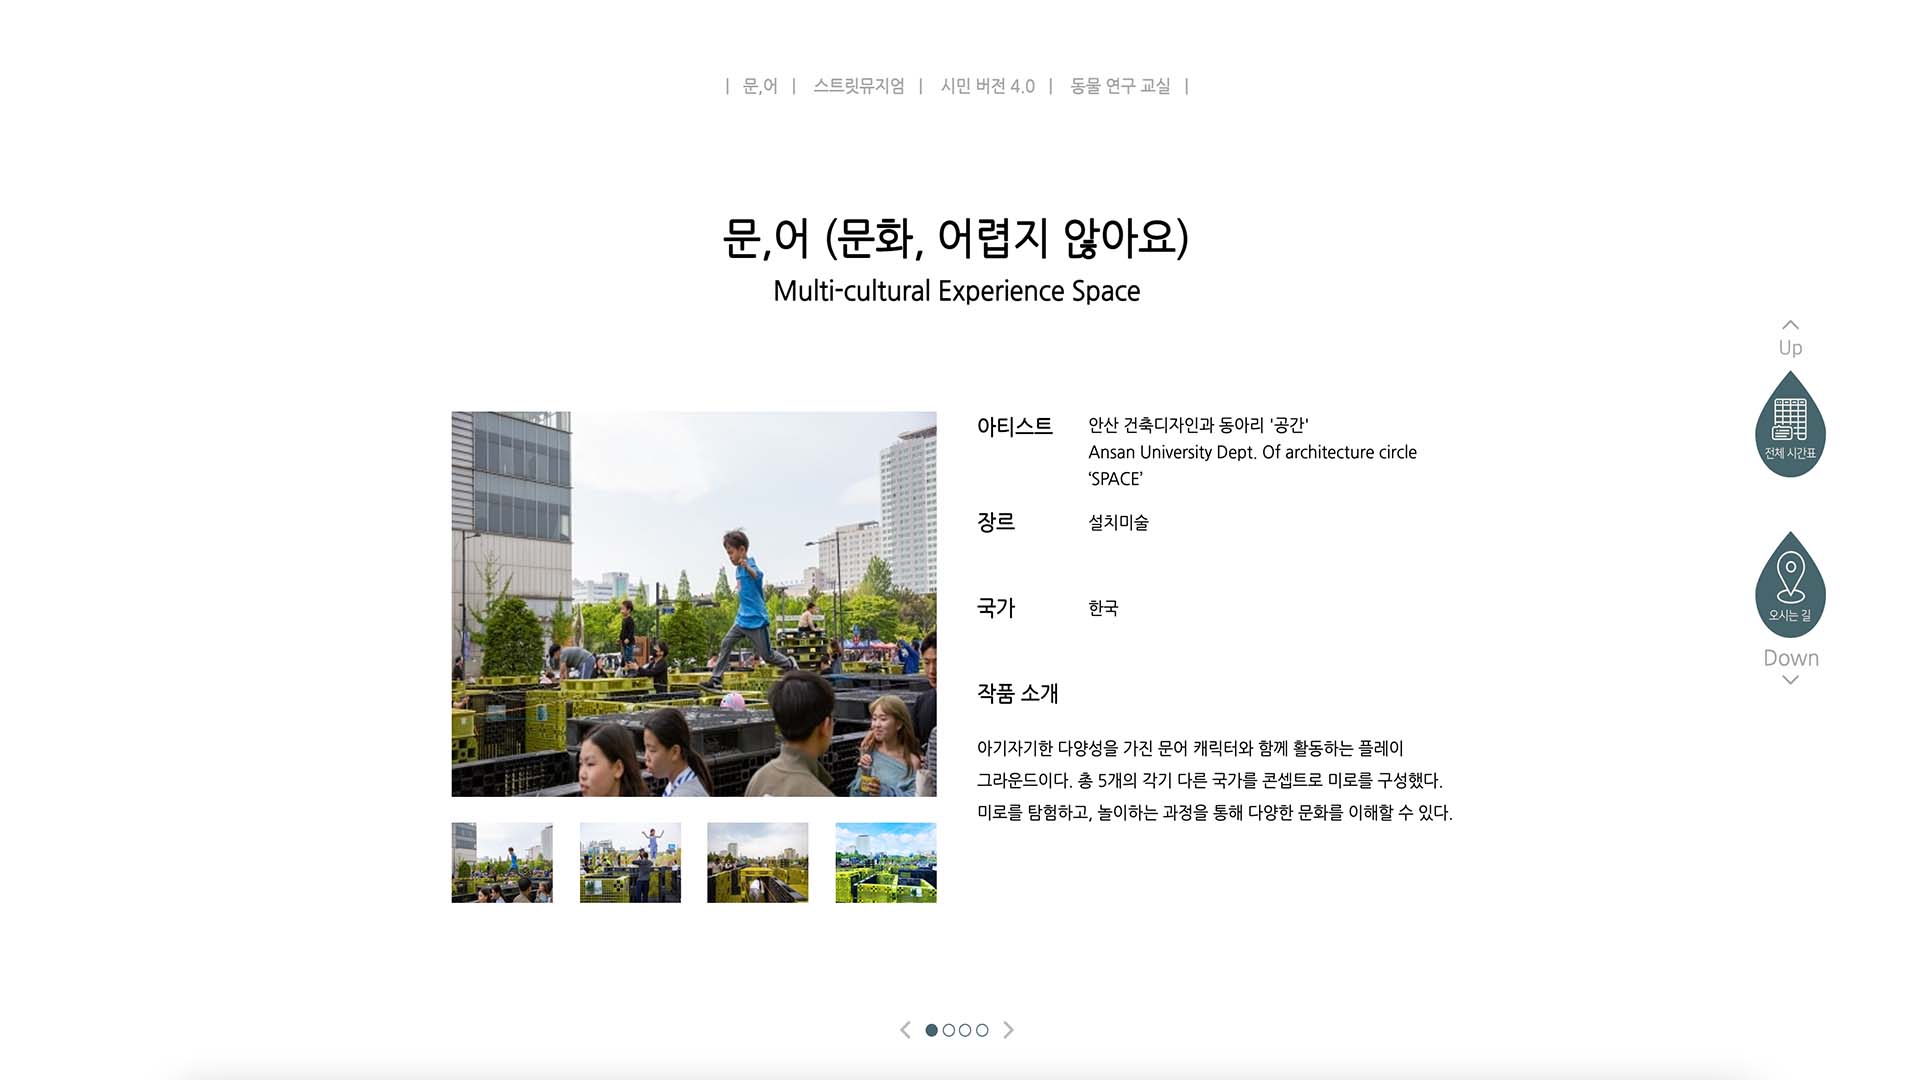 | 문,어 | 스트릿뮤지엄 | 시민 버전 4.0 | 동물 연구 교실 |
문,어 (문화, 어렵지 않아요)
Multi-cultural Experience Space
아티스트 안산 건축디자인과 동아리 '공간'
Ansan University Dept. Of architecture circle
‘SPACE’
장르 설치미술
국가 한국
작품 소개
아기자기한 다양성을 가진 문어 캐릭터와 함께 활동하는 플레이
그라운드이다. 총 5개의 각기 다른 국가를 콘셉트로 미로를 구성했다.
미로를 탐험하고, 놀이하는 과정을 통해 다양한 문화를 이해할 수 있다.
Up
전체 시간표
오시는 길
Down